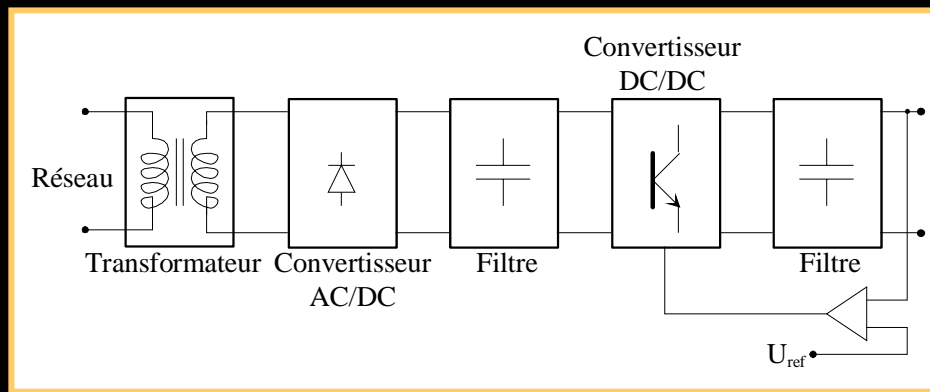 Convertisseur
DC/DC
Réseau
Transformateur
Convertisseur
AC/DC
Filtre
Filtre
Uref